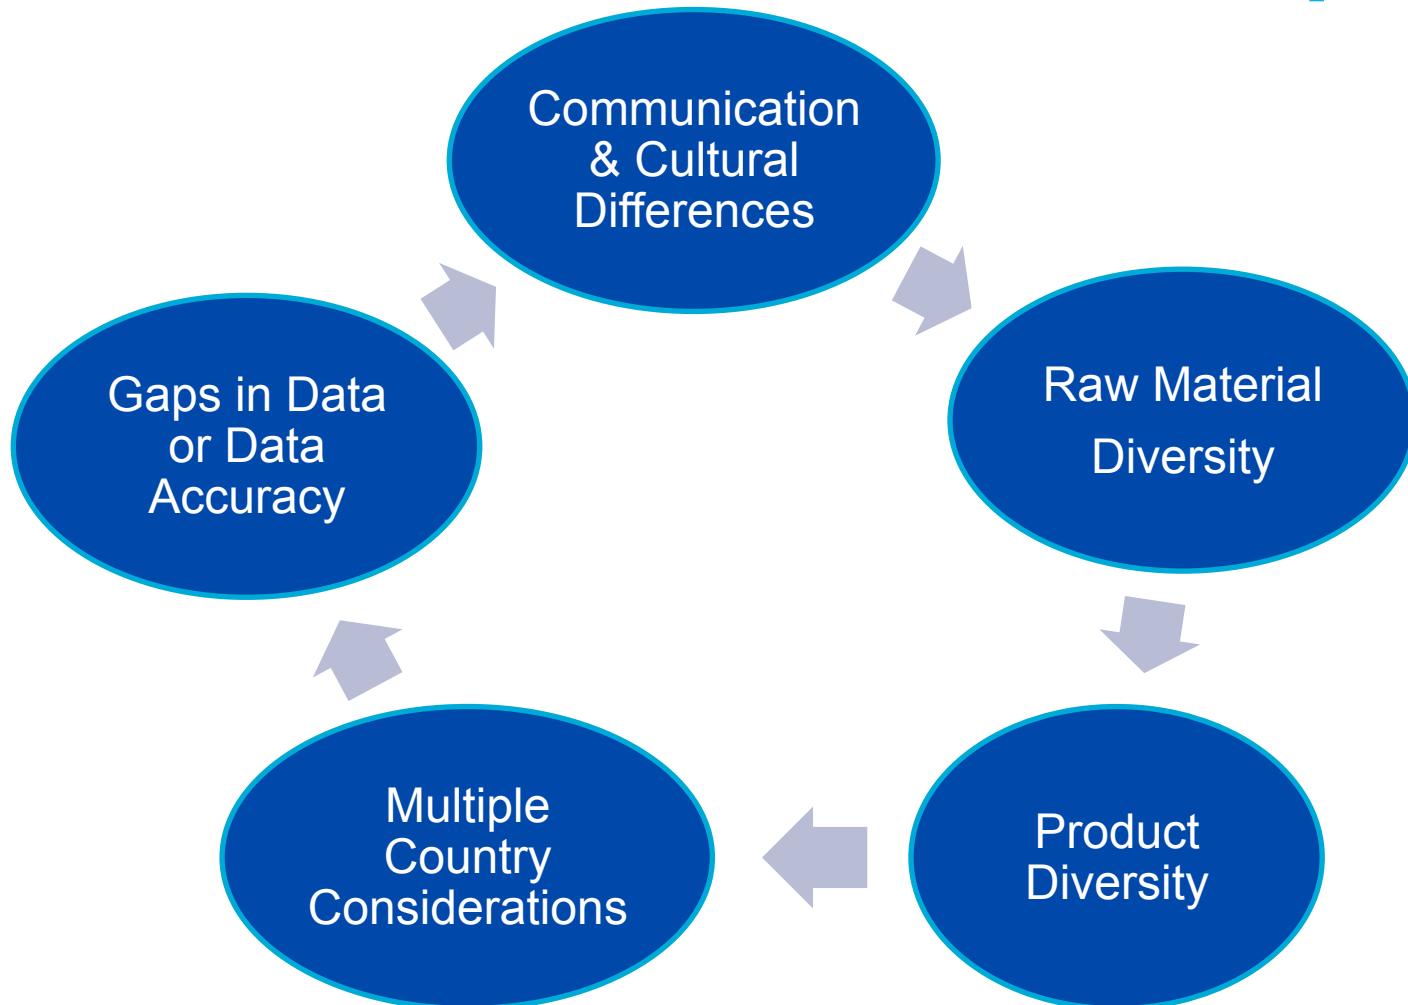 Communication
& Cultural
Differences
Raw Material
Diversity
Product
Diversity
Multiple
Country
Considerations
Gaps in Data
or Data
Accuracy